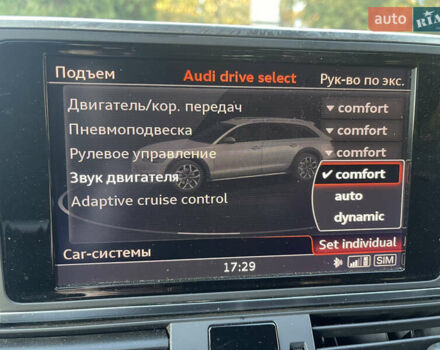 auto
RIA
Подъем
Audi drive select
Рук-во по экс.
Двигатель/кор. передач
comfort
Пневмоподвеска
comfort
Рулевое управление
comfort
Звук двигателя
✔ comfort
Adaptive cruise control
auto
dynamic
Set individual
Car-системы
17:29
SIM